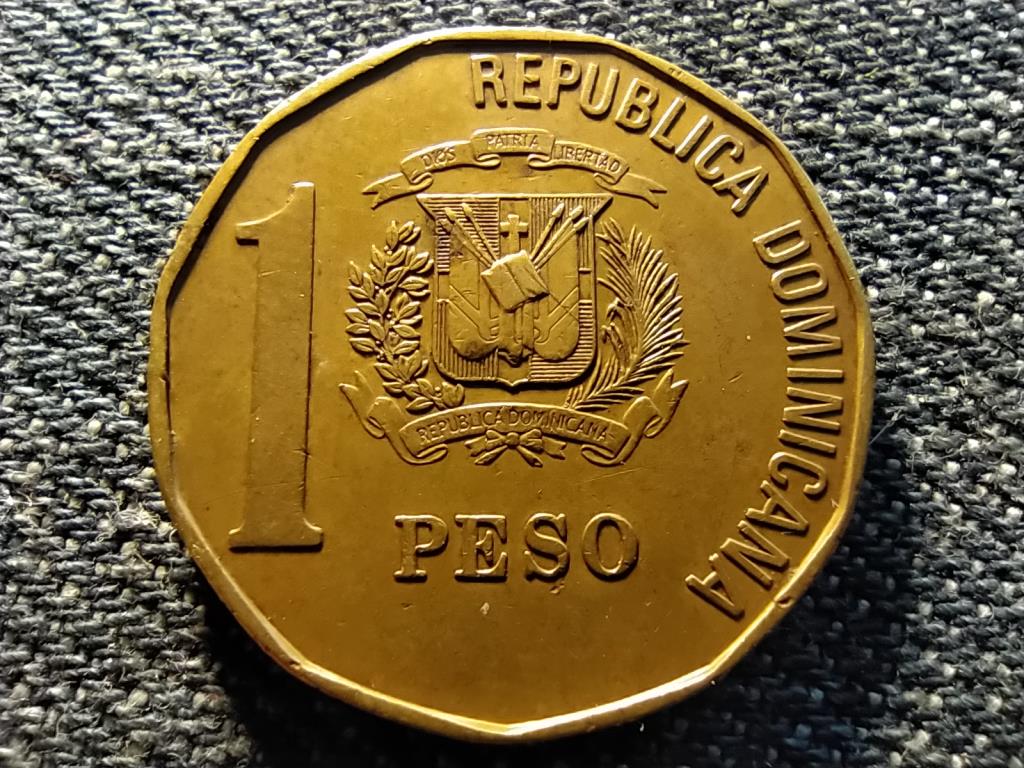 REPUBLICA DOMINICANA
DIOS PATRIA LIBERTAD
1
REPUBLICA DOMINICANA
PESO